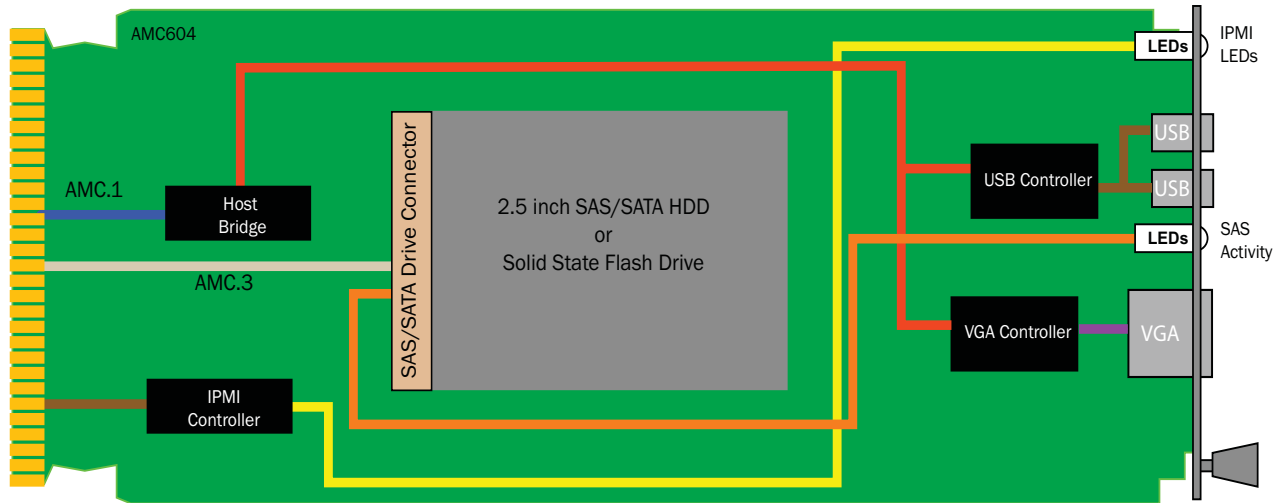 AMC604
LEDs
IPMI
LEDs
USB
USB
USB Controller
AMC.1
Host
Bridge
SAS/SATA Drive Connector
2.5 inch SAS/SATA HDD
or
Solid State Flash Drive
LEDs
SAS
Activity
AMC.3
VGA Controller
VGA
IPMI
Controller